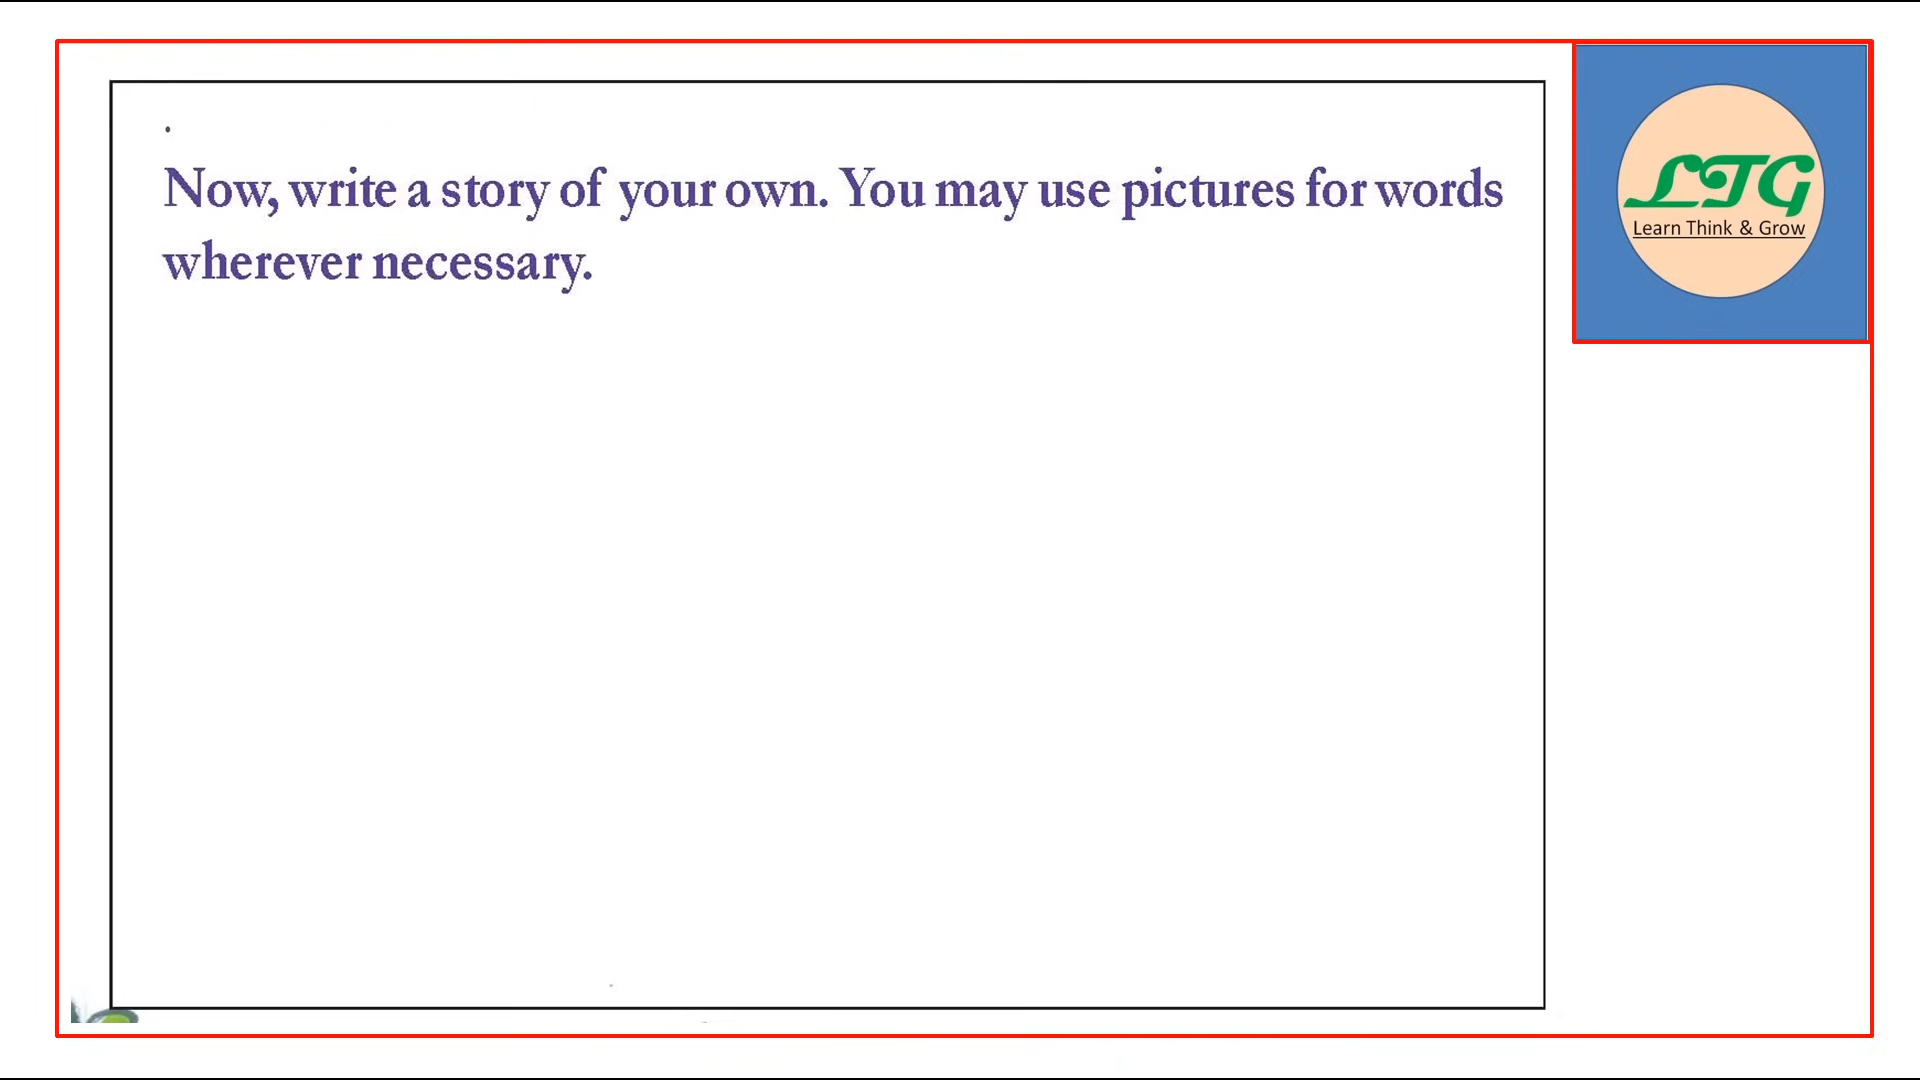 Now, write a story of your own. You may use pictures for words
wherever necessary.
LTG
Learn Think & Grow